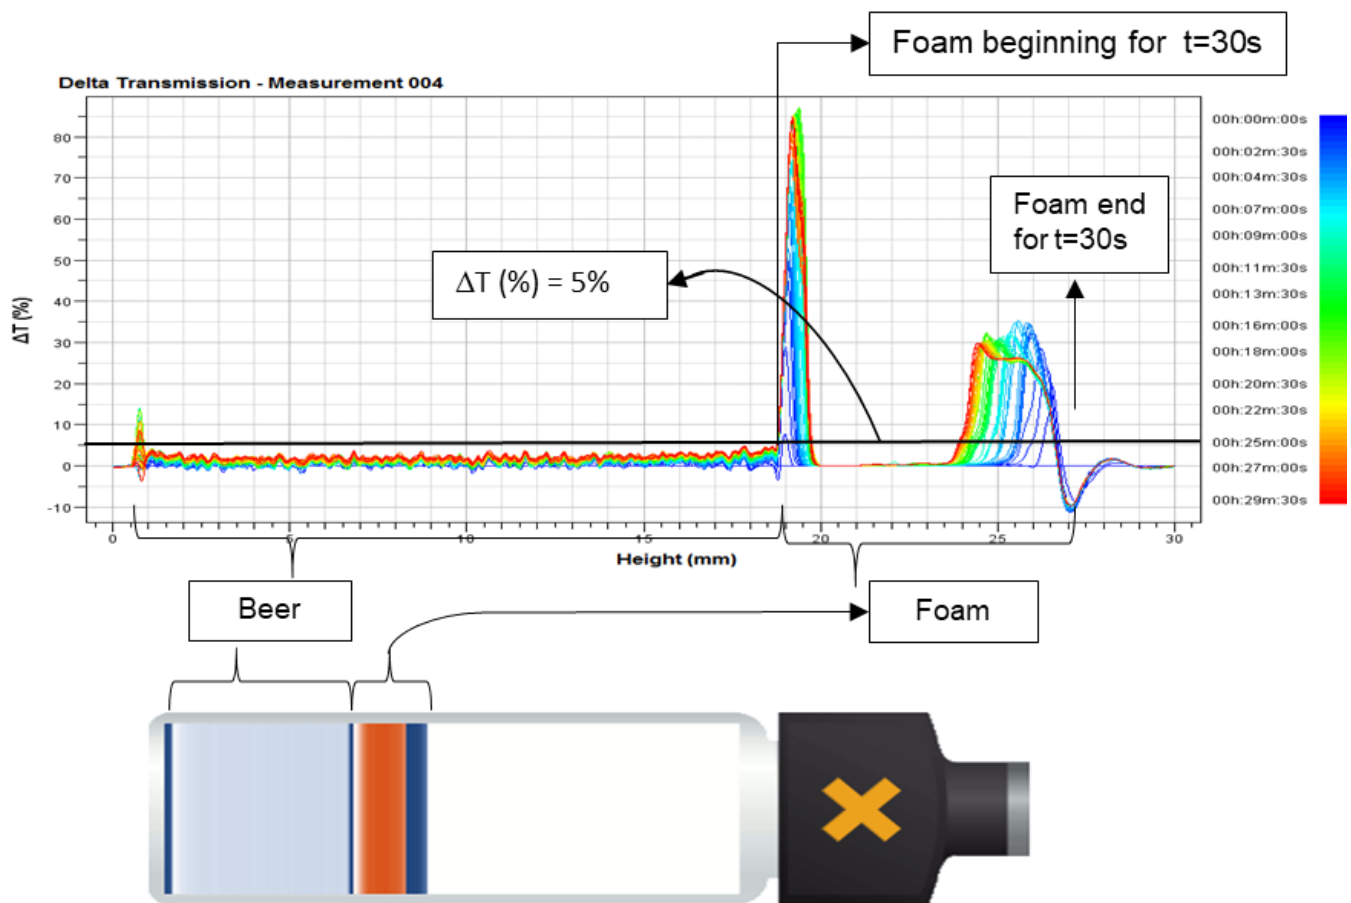 Foam beginning for t=30s
Delta Transmission - Measurement 004
00h:00m:00s
00h:02m:30s
00h:04m:30s
00h:07m:00s
00h:09m:00s
00h:11m:30s
00h:13m:30s
00h:16m:00s
00h:18m:00s
00h:20m:30s
00h:22m:30s
00h:25m:00s
00h:27m:00s
00h:29m:30s
Foam end
for t=30s
ΔT (%) = 5%
ΔT (%)
80
70
60
50
40
30
20
10
0
-10
0 5 10 15 20 25 30
Height (mm)
Beer
Foam